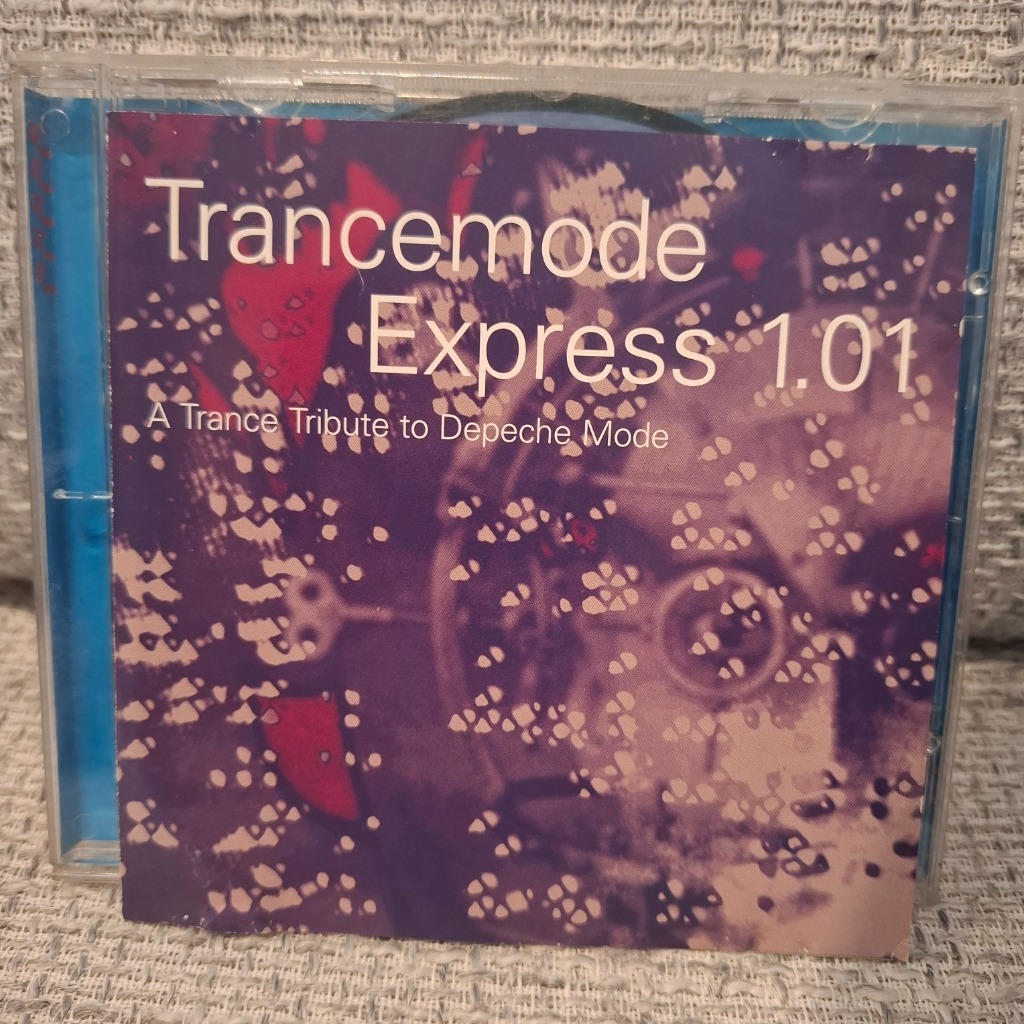 Trancemode
Express 1.01
A Trance Tribute to Depeche Mode